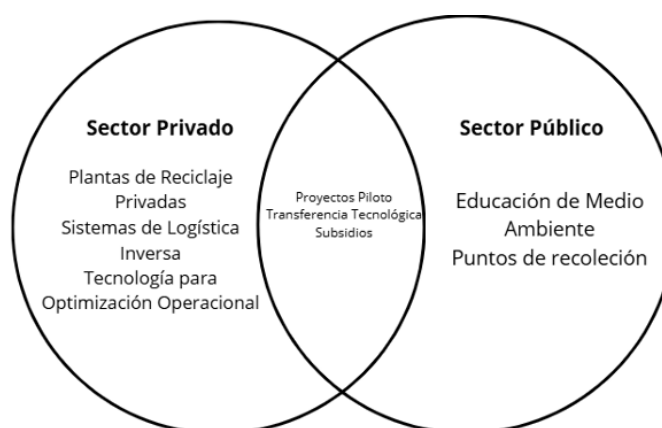 Sector Privado
Plantas de Reciclaje
Privadas
Sistemas de Logística
Inversa
Tecnología para
Optimización Operacional
Proyectos Piloto
Transferencia Tecnológica
Subsidios
Sector Público
Educación de Medio
Ambiente
Puntos de recoleción